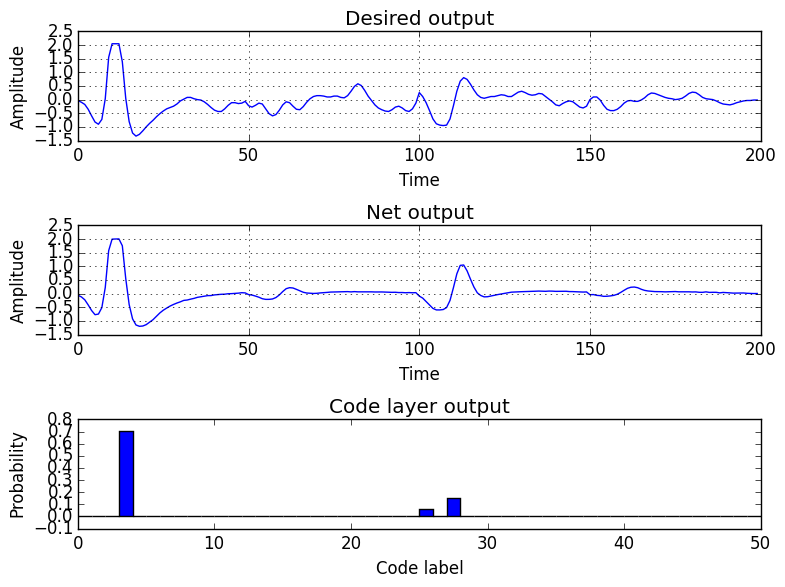 Desired output
2.5
2.0
1.5
1.0
0.5
0.0
−0.5
−1.0
−1.5
Amplitude
0 50 100 150 200
Time
Net output
2.5
2.0
1.5
1.0
0.5
0.0
−0.5
−1.0
−1.5
Amplitude
0 50 100 150 200
Time
Code layer output
0.8
0.7
0.6
0.5
0.4
0.3
0.2
0.1
0.0
−0.1
Probability
0 10 20 30 40 50
Code label